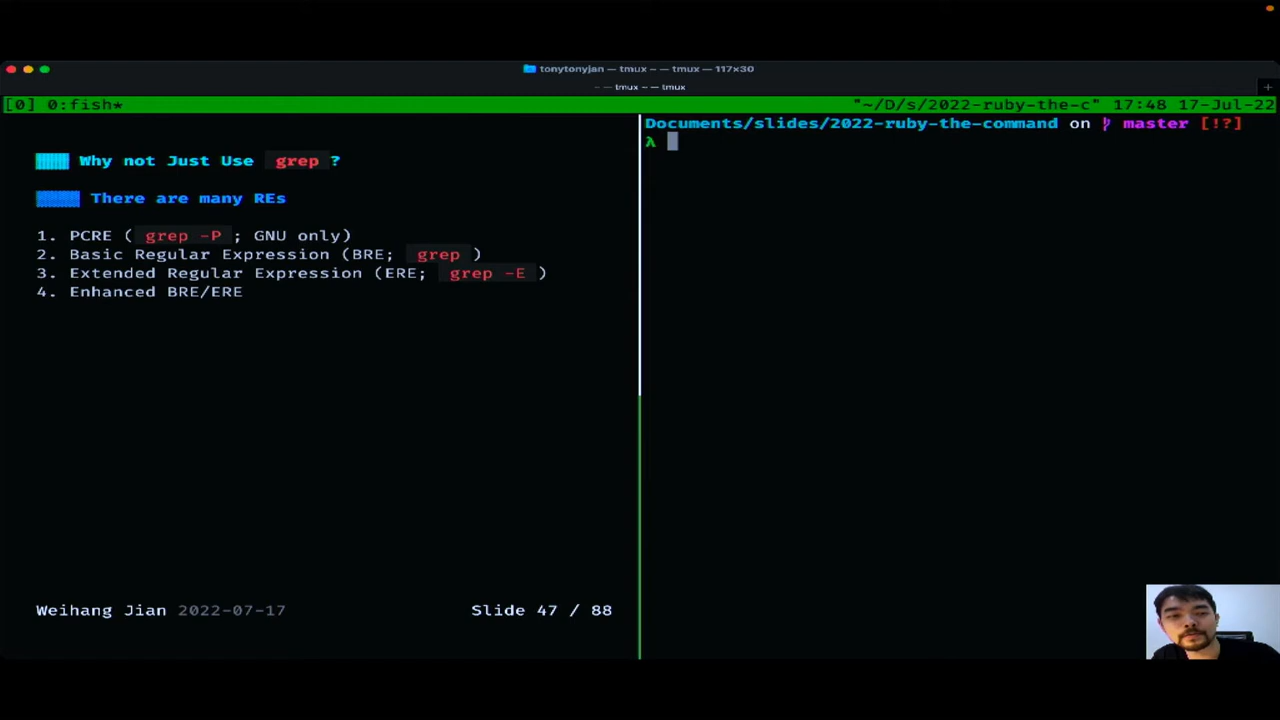 tonytonyjan — tmux — – tmux — 117×30
– – tmux – – tmux
[0] 0:fish* "~/D/s/2022-ruby-the-c" 17:48 17-Jul-22
Why not Just Use grep ?
There are many REs
1. PCRE ( grep -P ; GNU only)
2. Basic Regular Expression (BRE; grep )
3. Extended Regular Expression (ERE; grep -E )
4. Enhanced BRE/ERE
Weihang Jian 2022-07-17 Slide 47 / 88
Documents/slides/2022-ruby-the-command on master [!?]
λ